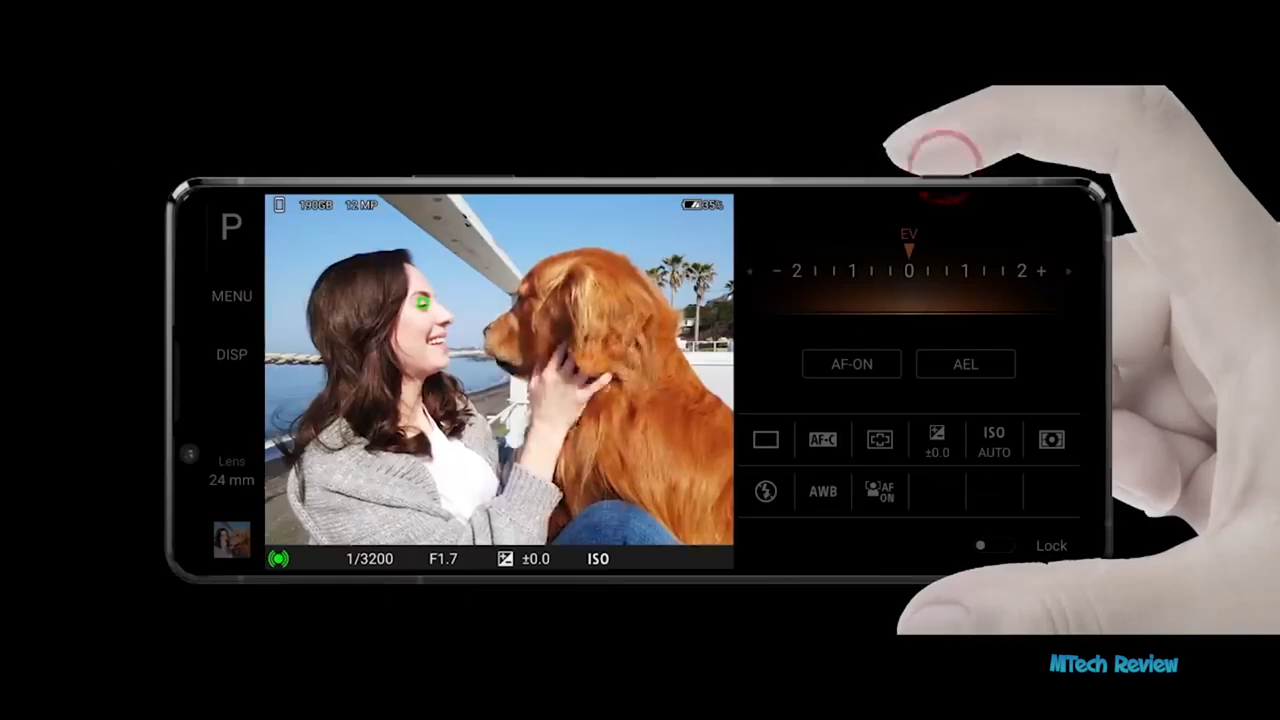 P
MENU
DISP
Lens
24 mm
190GB 12 MP
35%
1/3200 F1.7 ±0.0 ISO
EV
- 2 1 0 1 2 +
AF-ON AEL
AF-C ±0.0 ISO AUTO
AWB AF ON
Lock
MTech Review